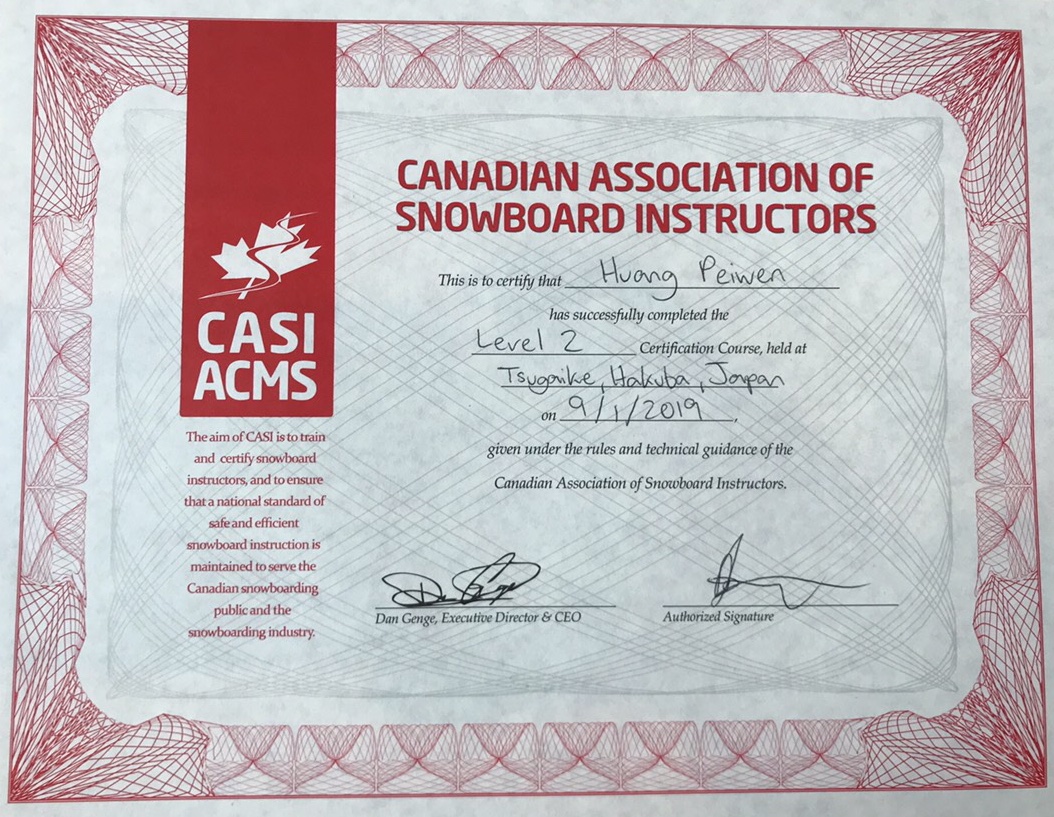 CANADIAN ASSOCIATION OF
SNOWBOARD INSTRUCTORS
This is to certify that Huang Peiwen
has successfully completed the
Level 2 Certification Course, held at
Tsugaike, Hakuba, Japan
on 9/1/2019,
given under the rules and technical guidance of the
Canadian Association of Snowboard Instructors.
Dan Genge, Executive Director & CEO
Authorized Signature
CASI
ACMS
The aim of CASI is to train
and certify snowboard
instructors, and to ensure
that a national standard of
safe and efficient
snowboard instruction is
maintained to serve the
Canadian snowboarding
public and the
snowboarding industry.